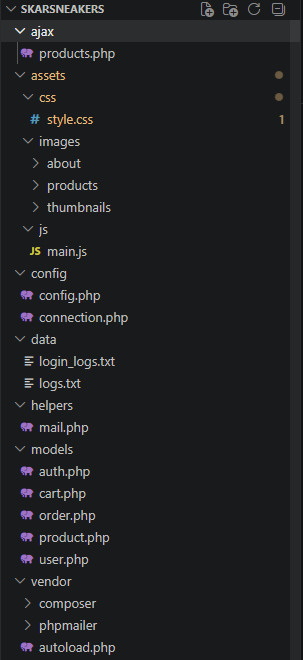 SKARSNEAKERS
ajax
products.php
assets
css
# style.css 1
images
about
products
thumbnails
js
JS main.js
config
config.php
connection.php
data
login_logs.txt
logs.txt
helpers
mail.php
models
auth.php
cart.php
order.php
product.php
user.php
vendor
composer
phpmailer
autoload.php